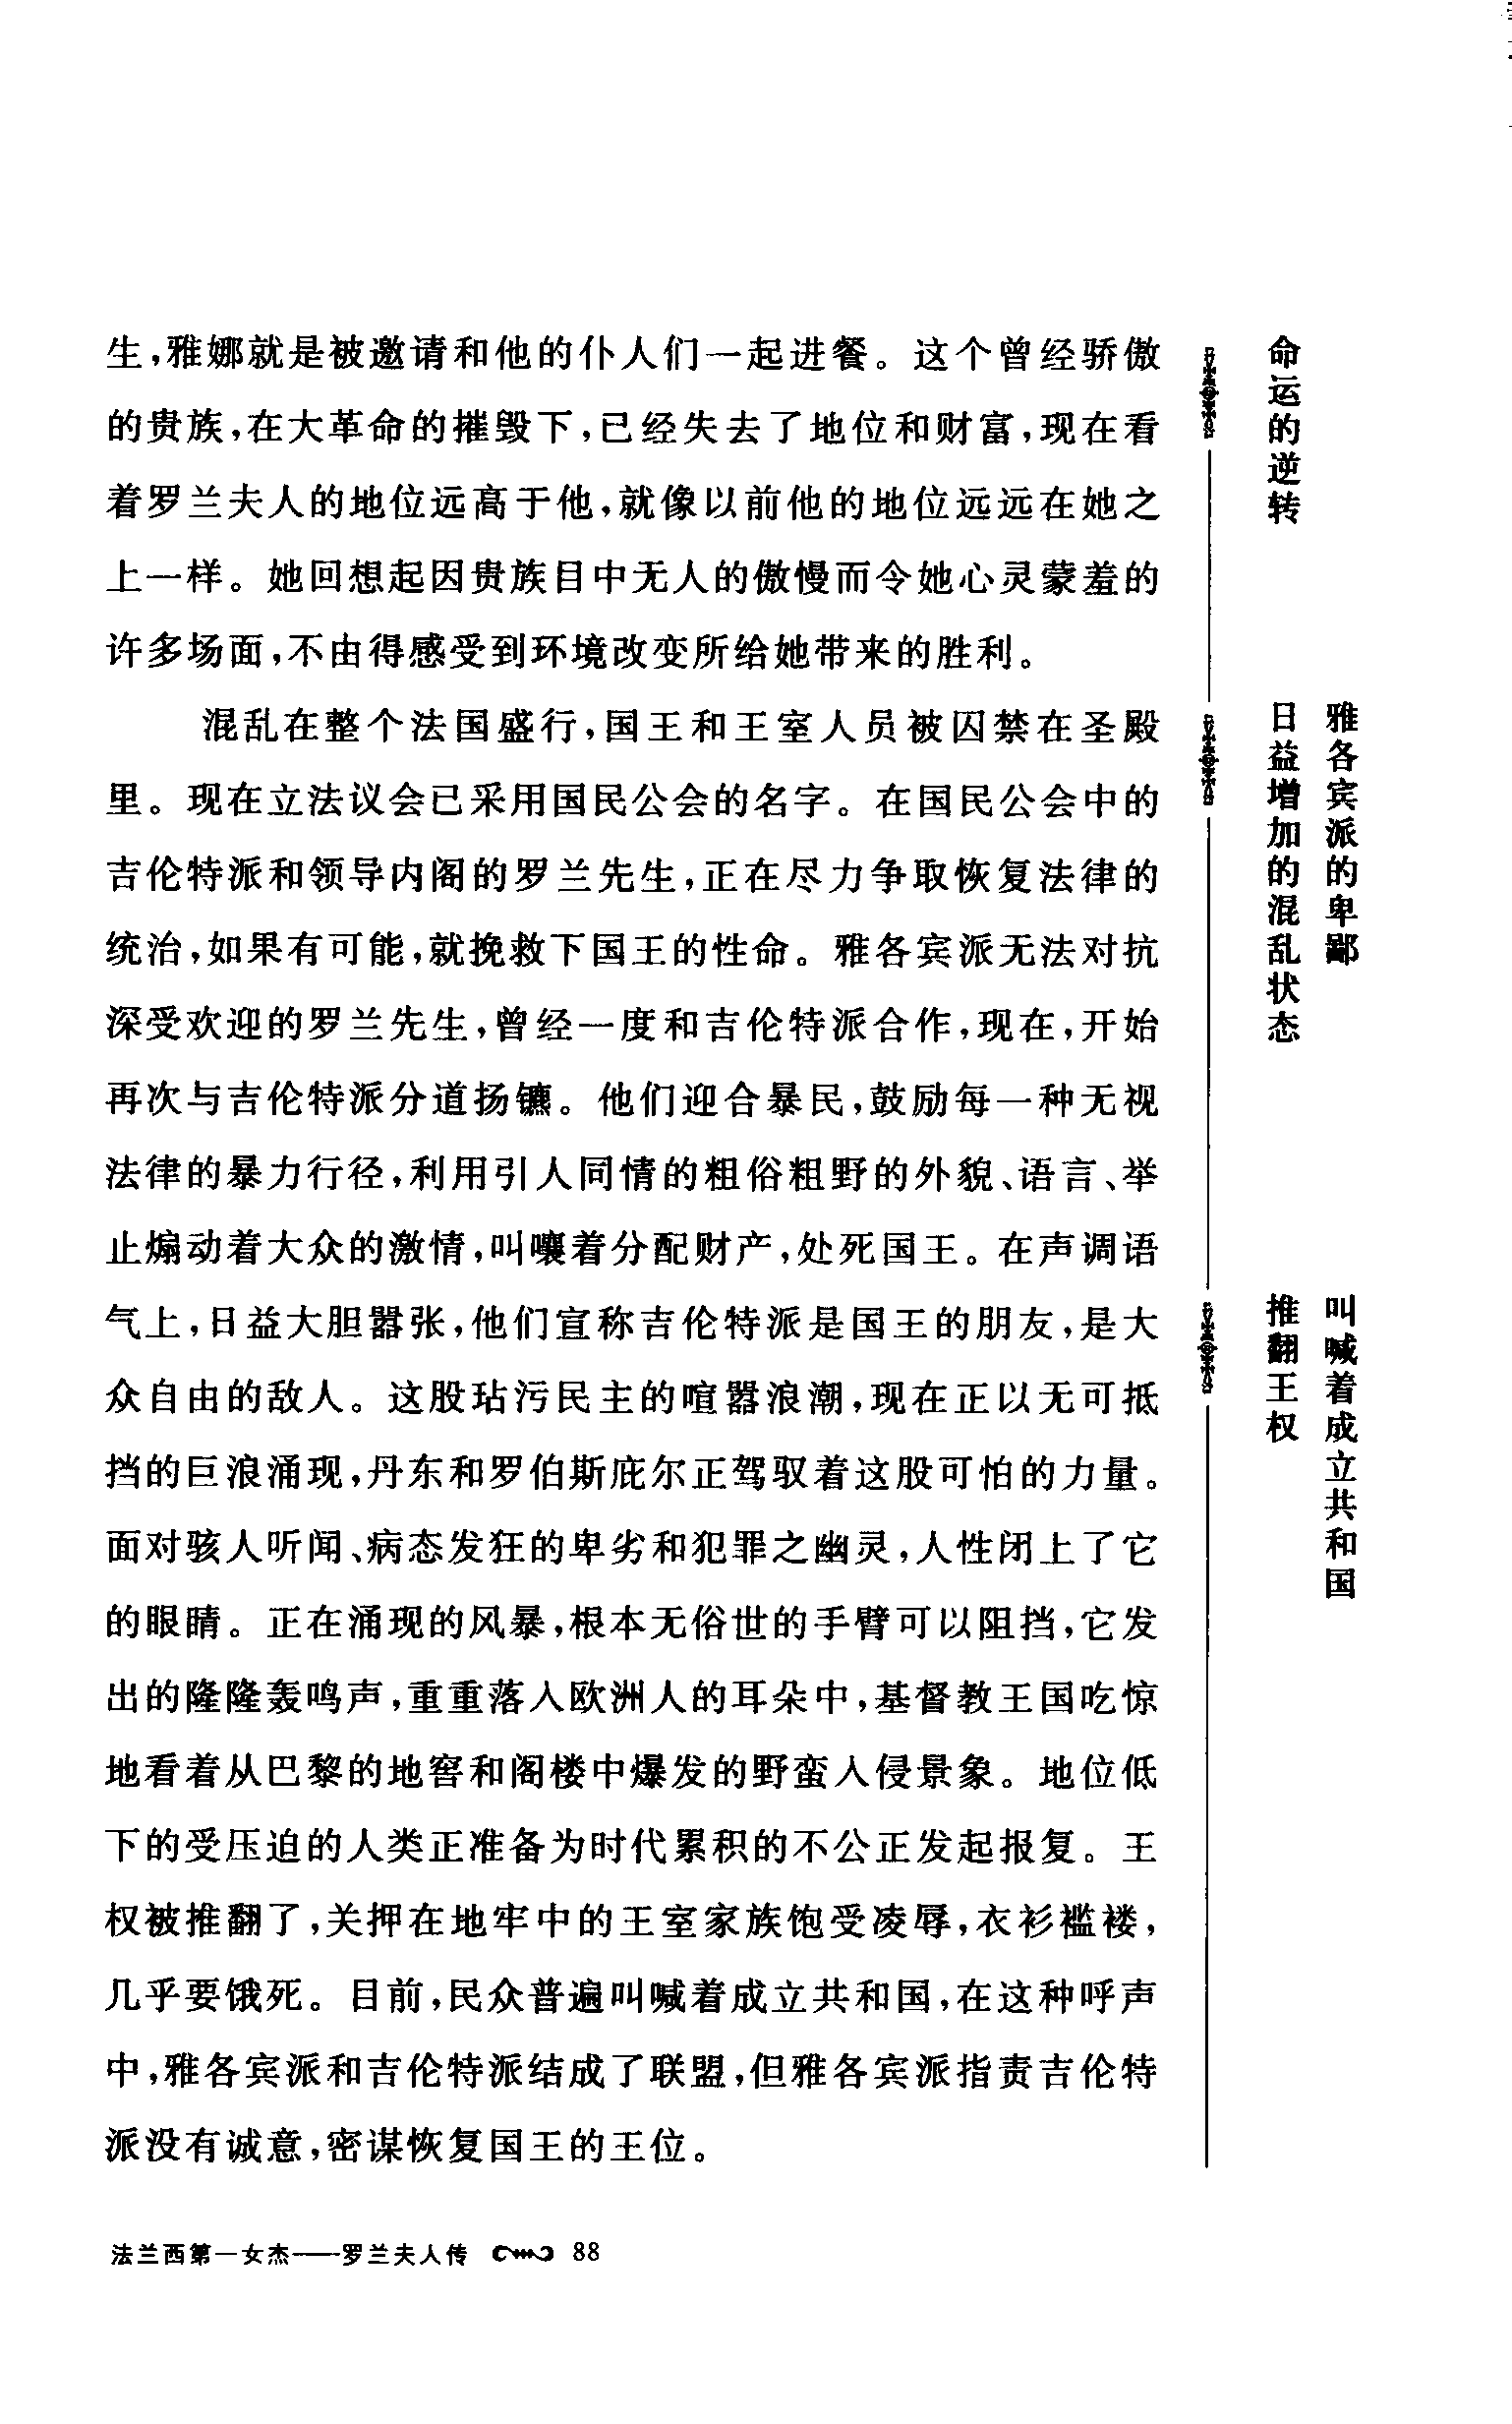 生,雅娜就是被邀请和他的仆人们一起进餐。这个曾经骄傲
的贵族,在大革命的摧毁下,已经失去了地位和财富,现在看
着罗兰夫人的地位远高于他,就像以前他的地位远远在她之
上一样。她回想起因贵族目中无人的傲慢而令她心灵蒙羞的
许多场面,不由得感受到环境改变所给她带来的胜利。
混乱在整个法国盛行,国王和王室人员被囚禁在圣殿
里。现在立法议会已采用国民公会的名字。在国民公会中的
吉伦特派和领导内阁的罗兰先生,正在尽力争取恢复法律的
统治,如果有可能,就挽救下国王的性命。雅各宾派无法对抗
深受欢迎的罗兰先生,曾经一度和吉伦特派合作,现在,开始
再次与吉伦特派分道扬镳。他们迎合暴民,鼓励每一种无视
法律的暴力行径,利用引人同情的粗俗粗野的外貌、语言、举
止煽动着大众的激情,叫嚷着分配财产,处死国王。在声调语
气上,日益大胆嚣张,他们宣称吉伦特派是国王的朋友,是大
众自由的敌人。这股玷污民主的喧嚣浪潮,现在正以无可抵
挡的巨浪涌现,丹东和罗伯斯庇尔正驾驭着这股可怕的力量。
面对骇人听闻、病态发狂的卑劣和犯罪之幽灵,人性闭上了它
的眼睛。正在涌现的风暴,根本无俗世的手臂可以阻挡,它发
出的隆隆轰鸣声,重重落入欧洲人的耳朵中,基督教王国吃惊
地看着从巴黎的地窖和阁楼中爆发的野蛮人侵景象。地位低
下的受压迫的人类正准备为时代累积的不公正发起报复。王
权被推翻了,关押在地牢中的王室家族饱受凌辱,衣衫褴褛,
几乎要饿死。目前,民众普遍叫喊着成立共和国,在这种呼声
中,雅各宾派和吉伦特派结成了联盟,但雅各宾派指责吉伦特
派没有诚意,密谋恢复国王的王位。
命运的逆转
雅各宾派的卑鄙
日益增加的混乱状态
叫喊着成立共和国
推翻王权
法兰西第一女杰——罗兰夫人传 88